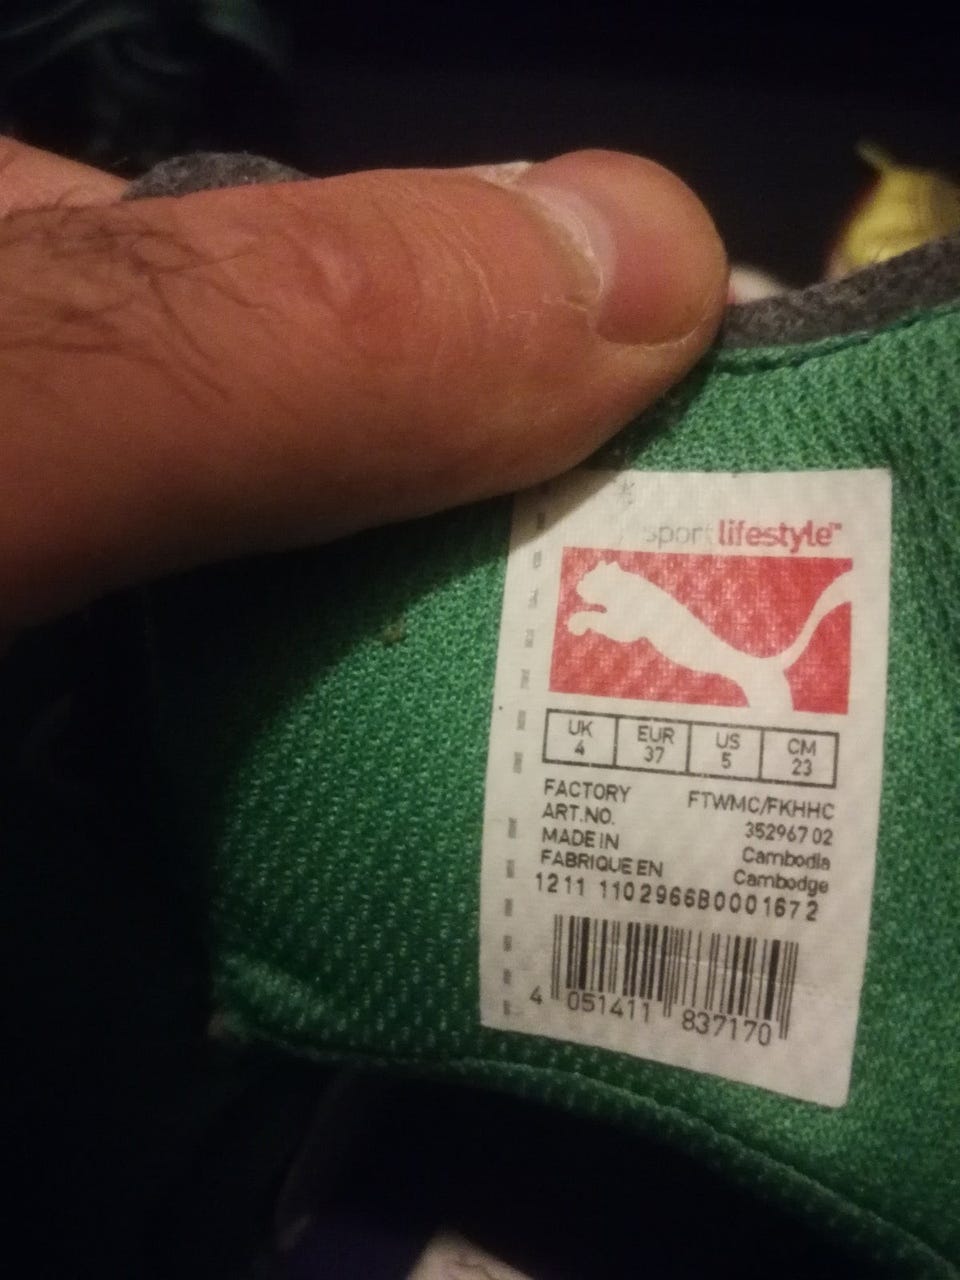 sport lifestyle™
UK EUR US CM
4 37 5 23
FACTORY FTWMC/FKHHC
ART.NO. 352967 02
MADE IN Cambodia
FABRIQUE EN Cambodge
1211 1102966B0001672
4 051411 837170